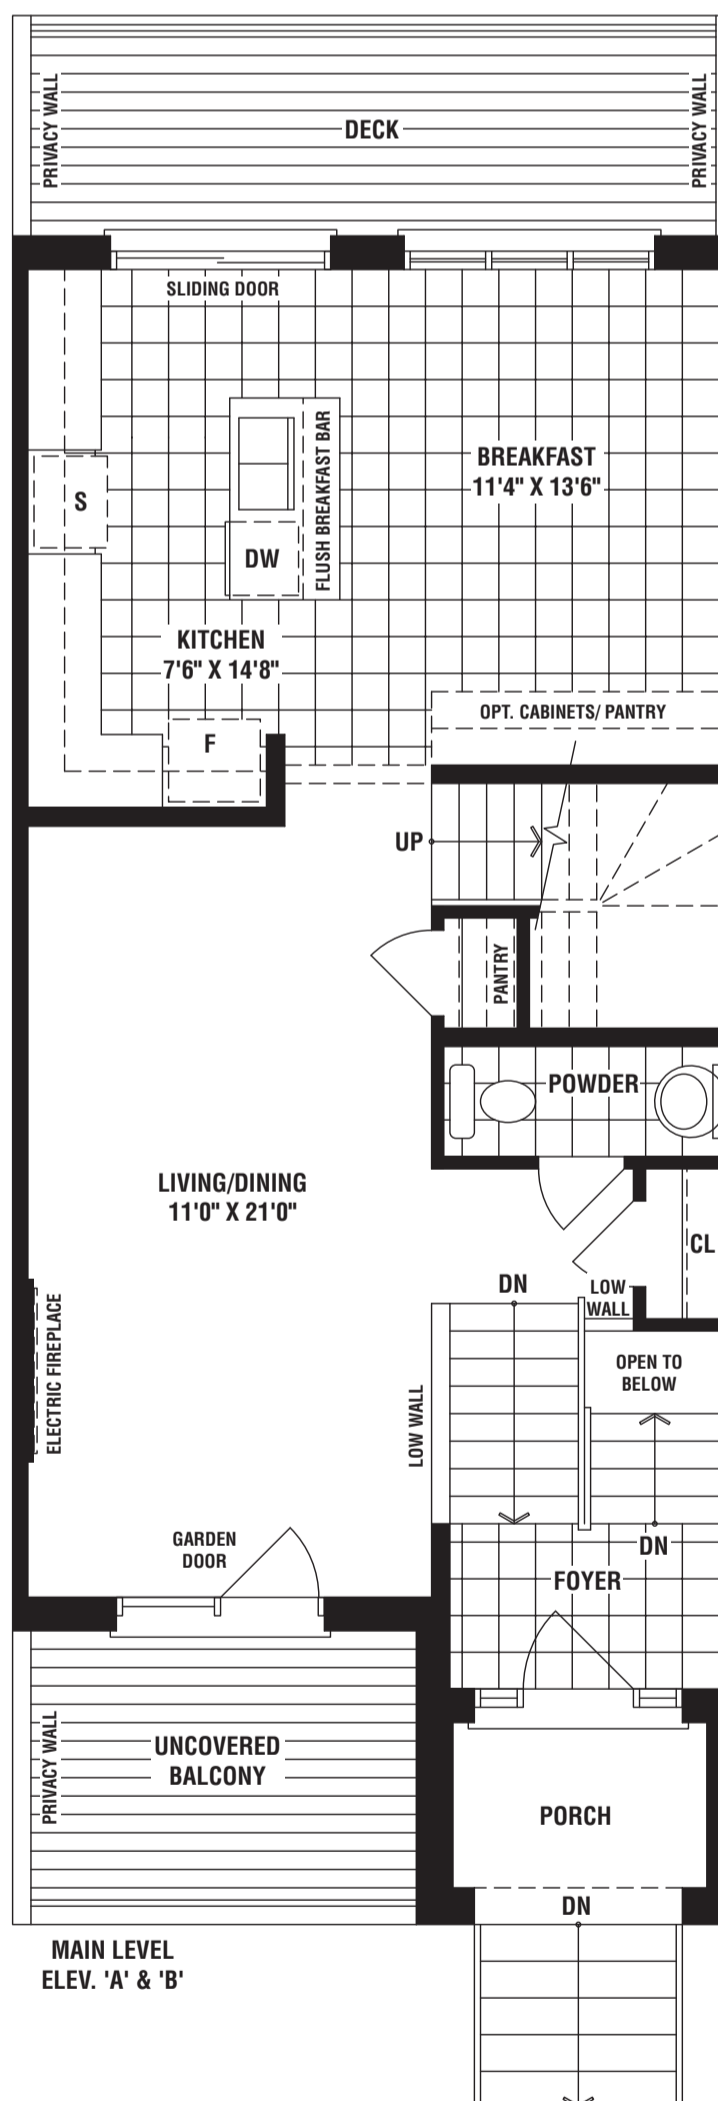 PRIVACY WALL
DECK
PRIVACY WALL
SLIDING DOOR
FLUSH BREAKFAST BAR
BREAKFAST
11'4" X 13'6"
S
DW
KITCHEN
7'6" X 14'8"
OPT. CABINETS/ PANTRY
F
UP
PANTRY
POWDER
LIVING/DINING
11'0" X 21'0"
CL
DN
LOW
WALL
ELECTRIC FIREPLACE
OPEN TO
BELOW
LOW WALL
GARDEN
DOOR
DN
FOYER
PRIVACY WALL
UNCOVERED
BALCONY
PORCH
DN
MAIN LEVEL
ELEV. 'A' & 'B'